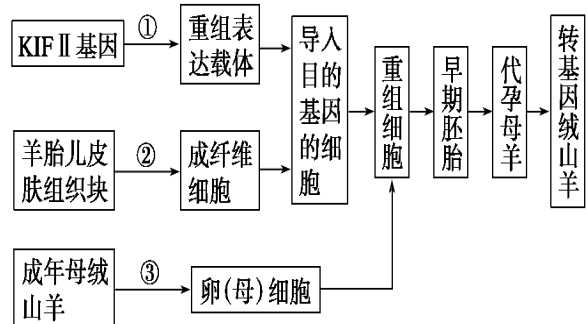 KIFⅡ基因
①
重组表
达载体
导入
目的
基因
的细
胞
重组细胞
早期胚胎
代孕母羊
转基因绒山羊
羊胎儿皮
肤组织块
②
成纤维
细胞
成年母绒
山羊
③
卵(母)细胞